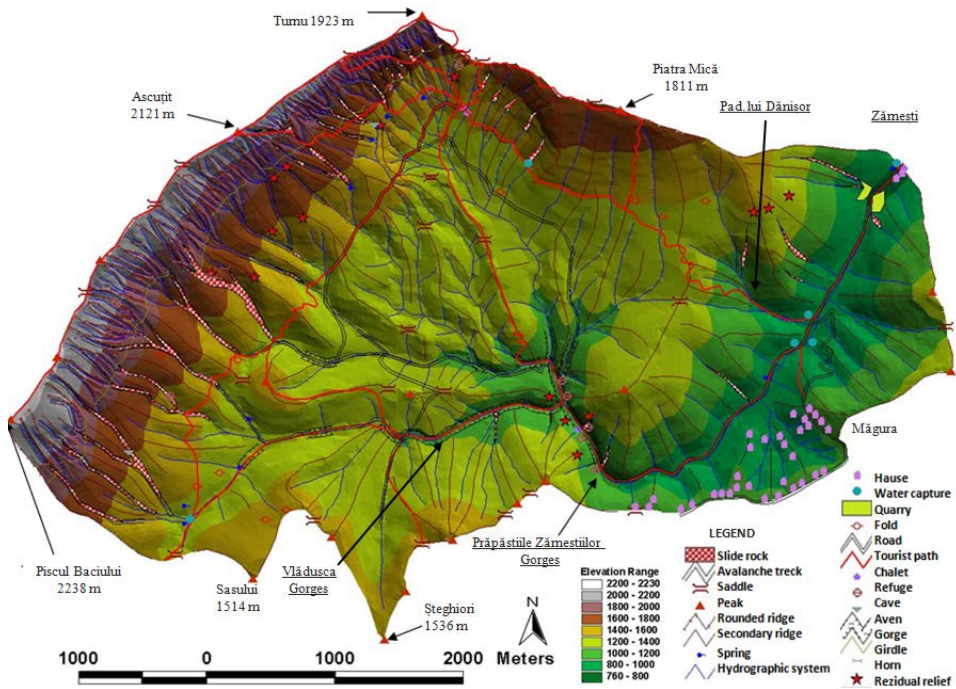 Turnu 1923 m
Piatra Mică
1811 m
Pad. lui Dănișor
Zărnești
Ascuțit
2121 m
Măgura
Piscul Baciului
2238 m
Sasului
1514 m
Vlădusca
Gorges
Șteghiori
1536 m
Prăpăstiile Zărneștiilor
Gorges
1000
0
1000
2000
Meters
N
Elevation Range
2200 - 2230
2000 - 2200
1800 - 2000
1600 - 1800
1400 - 1600
1200 - 1400
1000 - 1200
800 - 1000
760 - 800
LEGEND
Slide rock
Avalanche treck
Saddle
Peak
Rounded ridge
Secondary ridge
Spring
Hydrographic system
Hause
Water capture
Quarry
Fold
Road
Tourist path
Chalet
Refuge
Cave
Aven
Gorge
Girdle
Horn
Rezidual relief